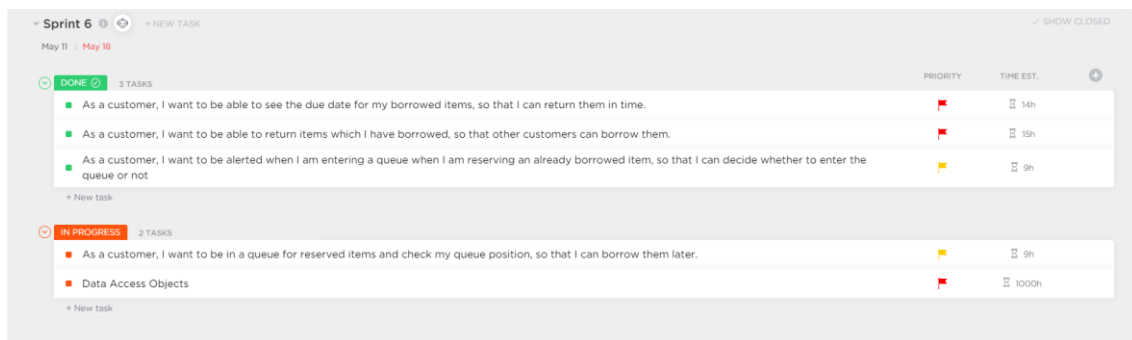 Sprint 6 + NEW TASK ✓ SHOW CLOSED
May 11 〉 May 18
DONE 3 TASKS PRIORITY TIME EST.
As a customer, I want to be able to see the due date for my borrowed items, so that I can return them in time. 14h
As a customer, I want to be able to return items which I have borrowed, so that other customers can borrow them. 15h
As a customer, I want to be alerted when I am entering a queue when I am reserving an already borrowed item, so that I can decide whether to enter the
queue or not 9h
+ New task
IN PROGRESS 2 TASKS
As a customer, I want to be in a queue for reserved items and check my queue position, so that I can borrow them later. 9h
Data Access Objects 1000h
+ New task